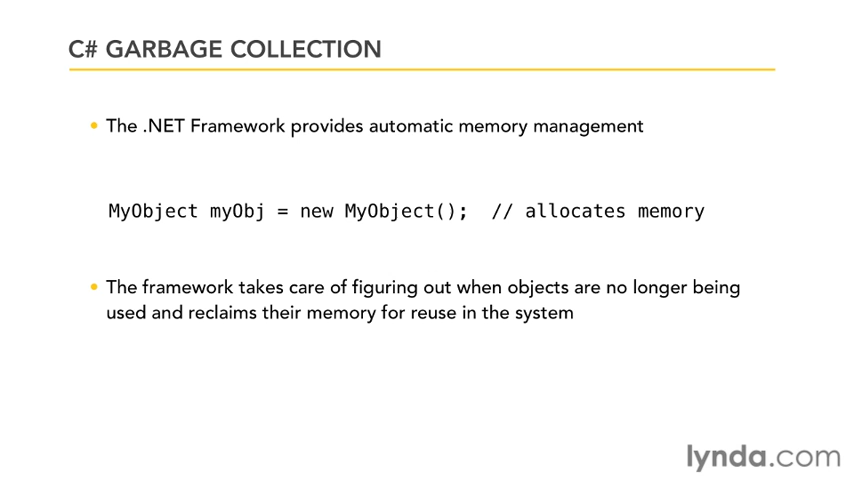 C# GARBAGE COLLECTION
• The .NET Framework provides automatic memory management
MyObject myObj = new MyObject();  // allocates memory
• The framework takes care of figuring out when objects are no longer being
used and reclaims their memory for reuse in the system
lynda.com